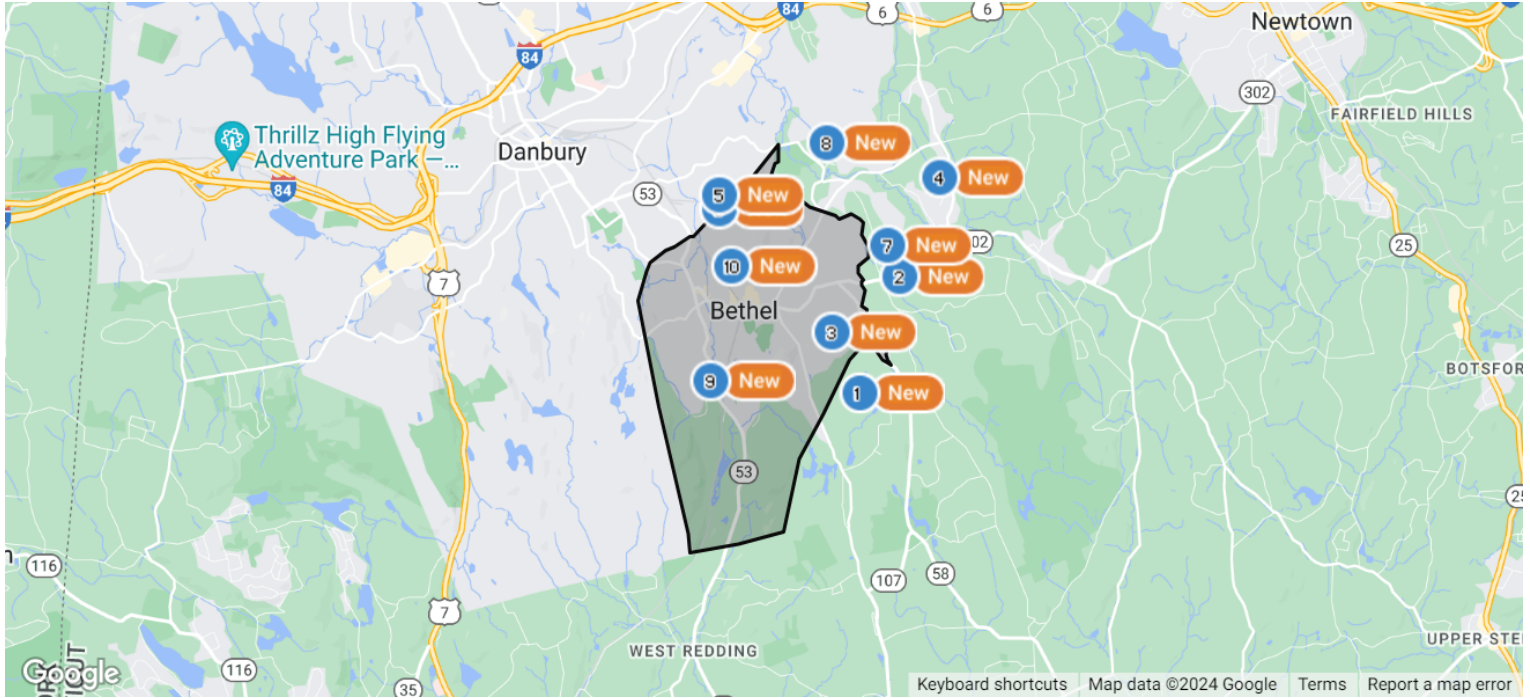 84
6
6
Newtown
84
302
Thrillz High Flying
Adventure Park —...
84
Danbury
FAIRFIELD HILLS
8 New
4 New
53
5 New
7 New
02
25
10 New
2 New
7
Bethel
3 New
BOTSFOR
9 New
1 New
53
25
116
107
58
7
WEST REDDING
UPPER STE
116
35
53
Google
Keyboard shortcuts
Map data ©2024 Google
Terms
Report a map error